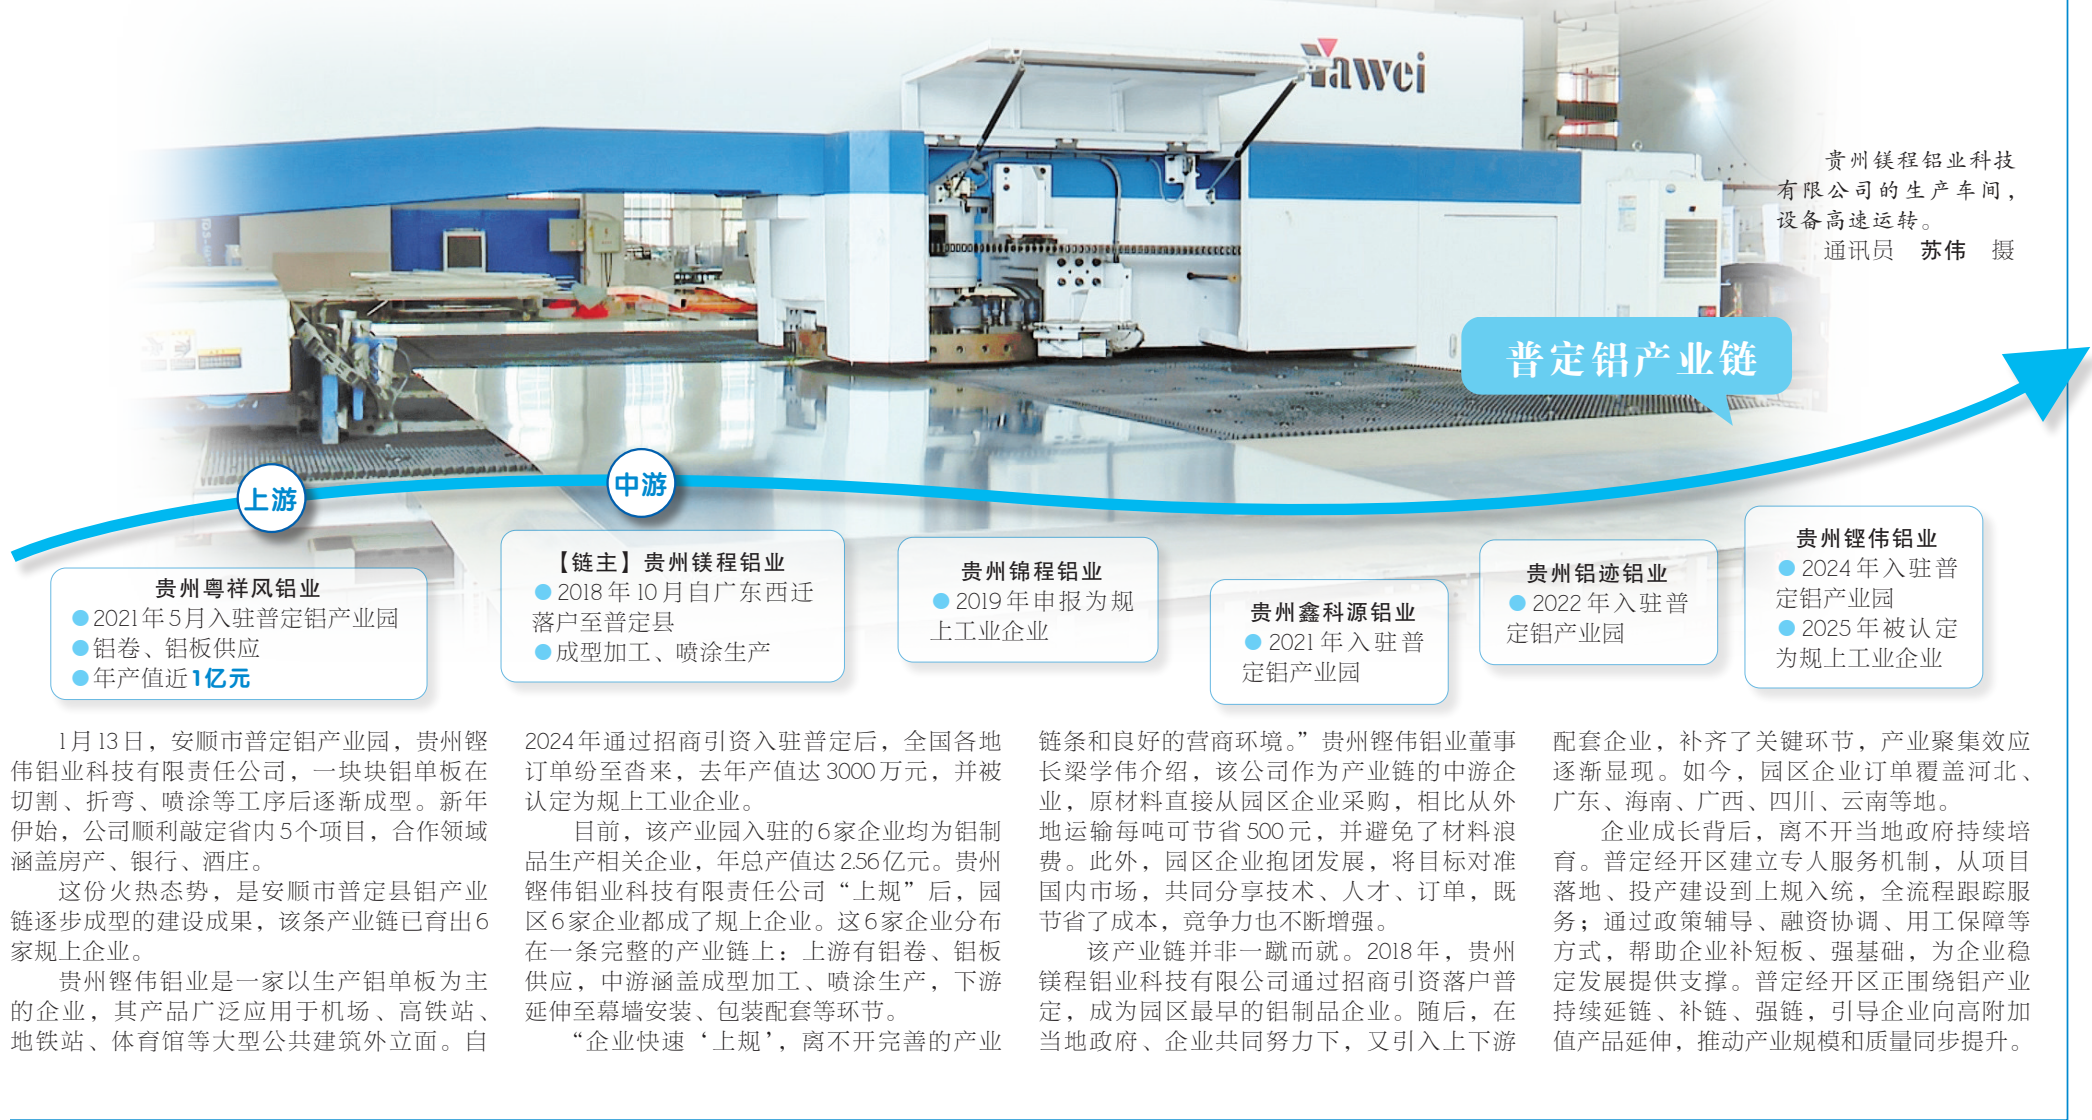 Yawei
贵州镁程铝业科技
有限公司的生产车间，
设备高速运转。
通讯员 苏伟 摄
普定铝产业链
上游
中游
贵州粤祥风铝业
●2021年5月入驻普定铝产业园
●铝卷、铝板供应
●年产值近1亿元
【链主】贵州镁程铝业
●2018年10月自广东西迁
落户至普定县
●成型加工、喷涂生产
贵州锦程铝业
●2019年申报为规
上工业企业
贵州鑫科源铝业
●2021年入驻普
定铝产业园
贵州铝迹铝业
●2022年入驻普
定铝产业园
贵州铿伟铝业
●2024年入驻普
定铝产业园
●2025年被认定
为规上工业企业
1月13日，安顺市普定铝产业园，贵州铿
伟铝业科技有限责任公司，一块块铝单板在
切割、折弯、喷涂等工序后逐渐成型。新年
伊始，公司顺利敲定省内5个项目，合作领域
涵盖房产、银行、酒庄。
这份火热态势，是安顺市普定县铝产业
链逐步成型的建设成果，该条产业链已育出6
家规上企业。
贵州铿伟铝业是一家以生产铝单板为主
的企业，其产品广泛应用于机场、高铁站、
地铁站、体育馆等大型公共建筑外立面。自
2024年通过招商引资入驻普定后，全国各地
订单纷至沓来，去年产值达3000万元，并被
认定为规上工业企业。
目前，该产业园入驻的6家企业均为铝制
品生产相关企业，年总产值达2.56亿元。贵州
铿伟铝业科技有限责任公司“上规”后，园
区6家企业都成了规上企业。这6家企业分布
在一条完整的产业链上：上游有铝卷、铝板
供应，中游涵盖成型加工、喷涂生产，下游
延伸至幕墙安装、包装配套等环节。
“企业快速‘上规’，离不开完善的产业
链条和良好的营商环境。”贵州铿伟铝业董事
长梁学伟介绍，该公司作为产业链的中游企
业，原材料直接从园区企业采购，相比从外
地运输每吨可节省500元，并避免了材料浪
费。此外，园区企业抱团发展，将目标对准
国内市场，共同分享技术、人才、订单，既
节省了成本，竞争力也不断增强。
该产业链并非一蹴而就。2018年，贵州
镁程铝业科技有限公司通过招商引资落户普
定，成为园区最早的铝制品企业。随后，在
当地政府、企业共同努力下，又引入上下游
配套企业，补齐了关键环节，产业聚集效应
逐渐显现。如今，园区企业订单覆盖河北、
广东、海南、广西、四川、云南等地。
企业成长背后，离不开当地政府持续培
育。普定经开区建立专人服务机制，从项目
落地、投产建设到上规入统，全流程跟踪服
务；通过政策辅导、融资协调、用工保障等
方式，帮助企业补短板、强基础，为企业稳
定发展提供支撑。普定经开区正围绕铝产业
持续延链、补链、强链，引导企业向高附加
值产品延伸，推动产业规模和质量同步提升。